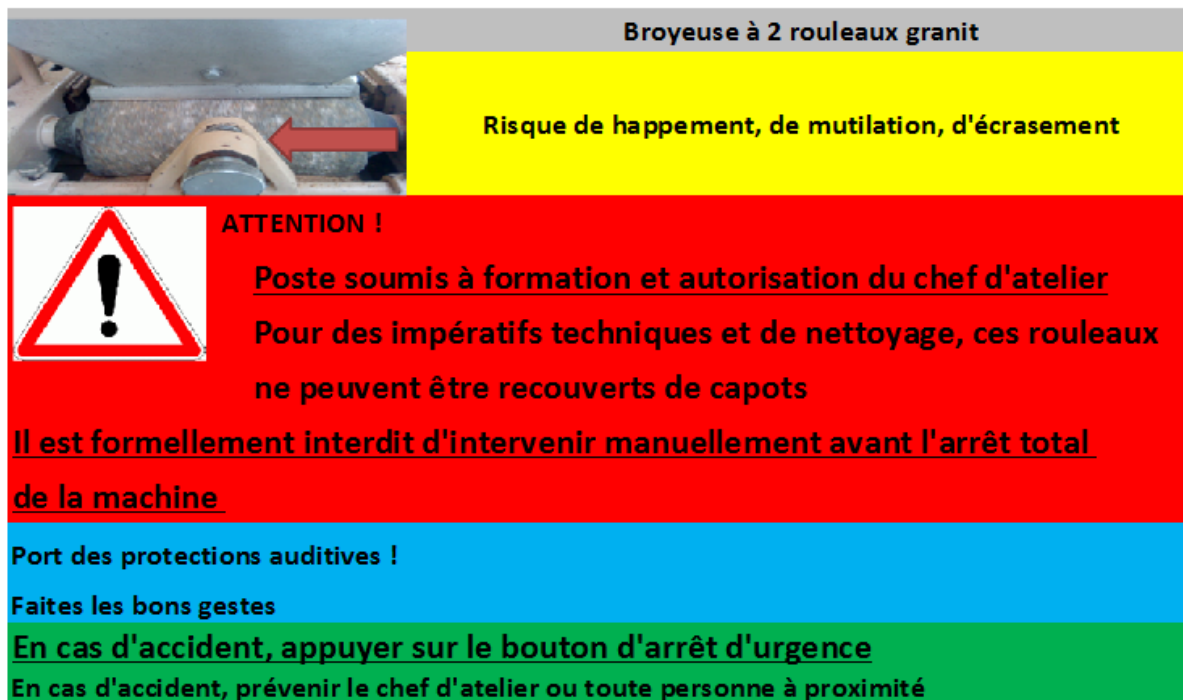 Broyeuse à 2 rouleaux granit
Risque de happement, de mutilation, d'écrasement
ATTENTION !
Poste soumis à formation et autorisation du chef d'atelier
Pour des impératifs techniques et de nettoyage, ces rouleaux
ne peuvent être recouverts de capots
Il est formellement interdit d'intervenir manuellement avant l'arrêt total
de la machine
Port des protections auditives !
Faites les bons gestes
En cas d'accident, appuyer sur le bouton d'arrêt d'urgence
En cas d'accident, prévenir le chef d'atelier ou toute personne à proximité